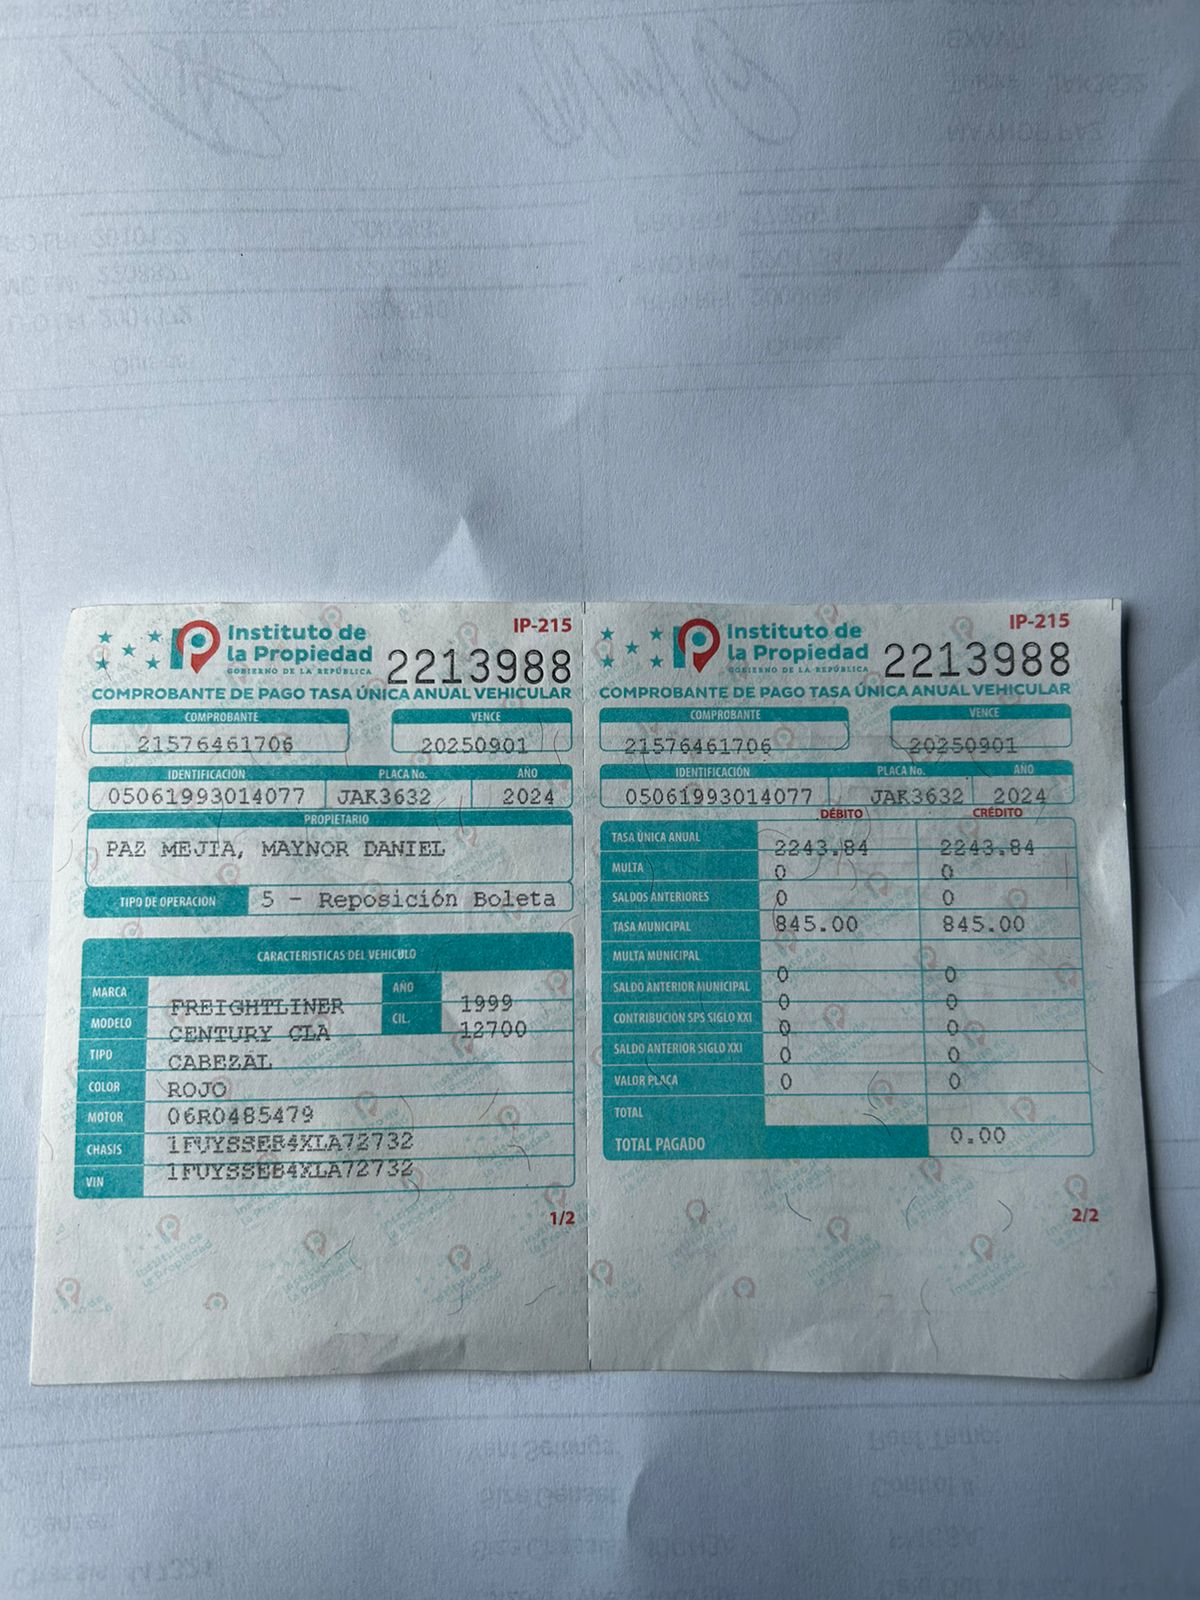 IP-215
Instituto de
la Propiedad
GOBIERNO DE LA REPÚBLICA
2213988
COMPROBANTE DE PAGO TASA ÚNICA ANUAL VEHICULAR
COMPROBANTE VENCE
21576461706 20250901
IDENTIFICACIÓN PLACA No. AÑO
05061993014077 JAK3632 2024
PROPIETARIO
PAZ MEJIA, MAYNOR DANIEL
TIPO DE OPERACIÓN 5 - Reposición Boleta
CARACTERISTICAS DEL VEHICULO
MARCA FREIGHTLINER AÑO 1999
MODELO CENTURY CLA CIL. 12700
TIPO CABEZAL
COLOR ROJO
MOTOR 06R0485479
CHASIS 1FUYSSEB4XLA72732
VIN 1FUYSSEB4XLA72732
1/2
IP-215
Instituto de
la Propiedad
GOBIERNO DE LA REPÚBLICA
2213988
COMPROBANTE DE PAGO TASA ÚNICA ANUAL VEHICULAR
COMPROBANTE VENCE
21576461706 20250901
IDENTIFICACIÓN PLACA No. AÑO
05061993014077 JAK3632 2024
DÉBITO CRÉDITO
TASA ÚNICA ANUAL 2243.84 2243.84
MULTA 0 0
SALDOS ANTERIORES 0 0
TASA MUNICIPAL 845.00 845.00
MULTA MUNICIPAL 0 0
SALDO ANTERIOR MUNICIPAL 0 0
CONTRIBUCIÓN SPS SIGLO XXI 0 0
SALDO ANTERIOR SIGLO XXI 0 0
VALOR PLACA 0 0
TOTAL
TOTAL PAGADO 0.00
2/2